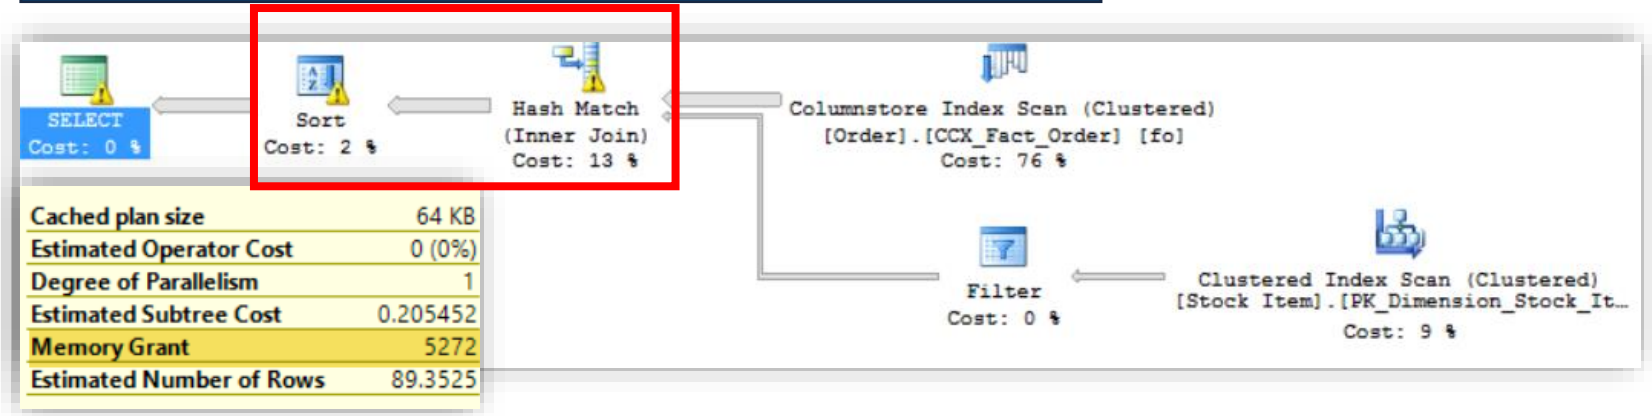 SELECT
Cost: 0 %
Sort
Cost: 2 %
Hash Match
(Inner Join)
Cost: 13 %
Columnstore Index Scan (Clustered)
[Order].[CCX_Fact_Order] [fo]
Cost: 76 %
Filter
Cost: 0 %
Clustered Index Scan (Clustered)
[Stock Item].[PK_Dimension_Stock_It…
Cost: 9 %
Cached plan size 64 KB
Estimated Operator Cost 0 (0%)
Degree of Parallelism 1
Estimated Subtree Cost 0.205452
Memory Grant 5272
Estimated Number of Rows 89.3525